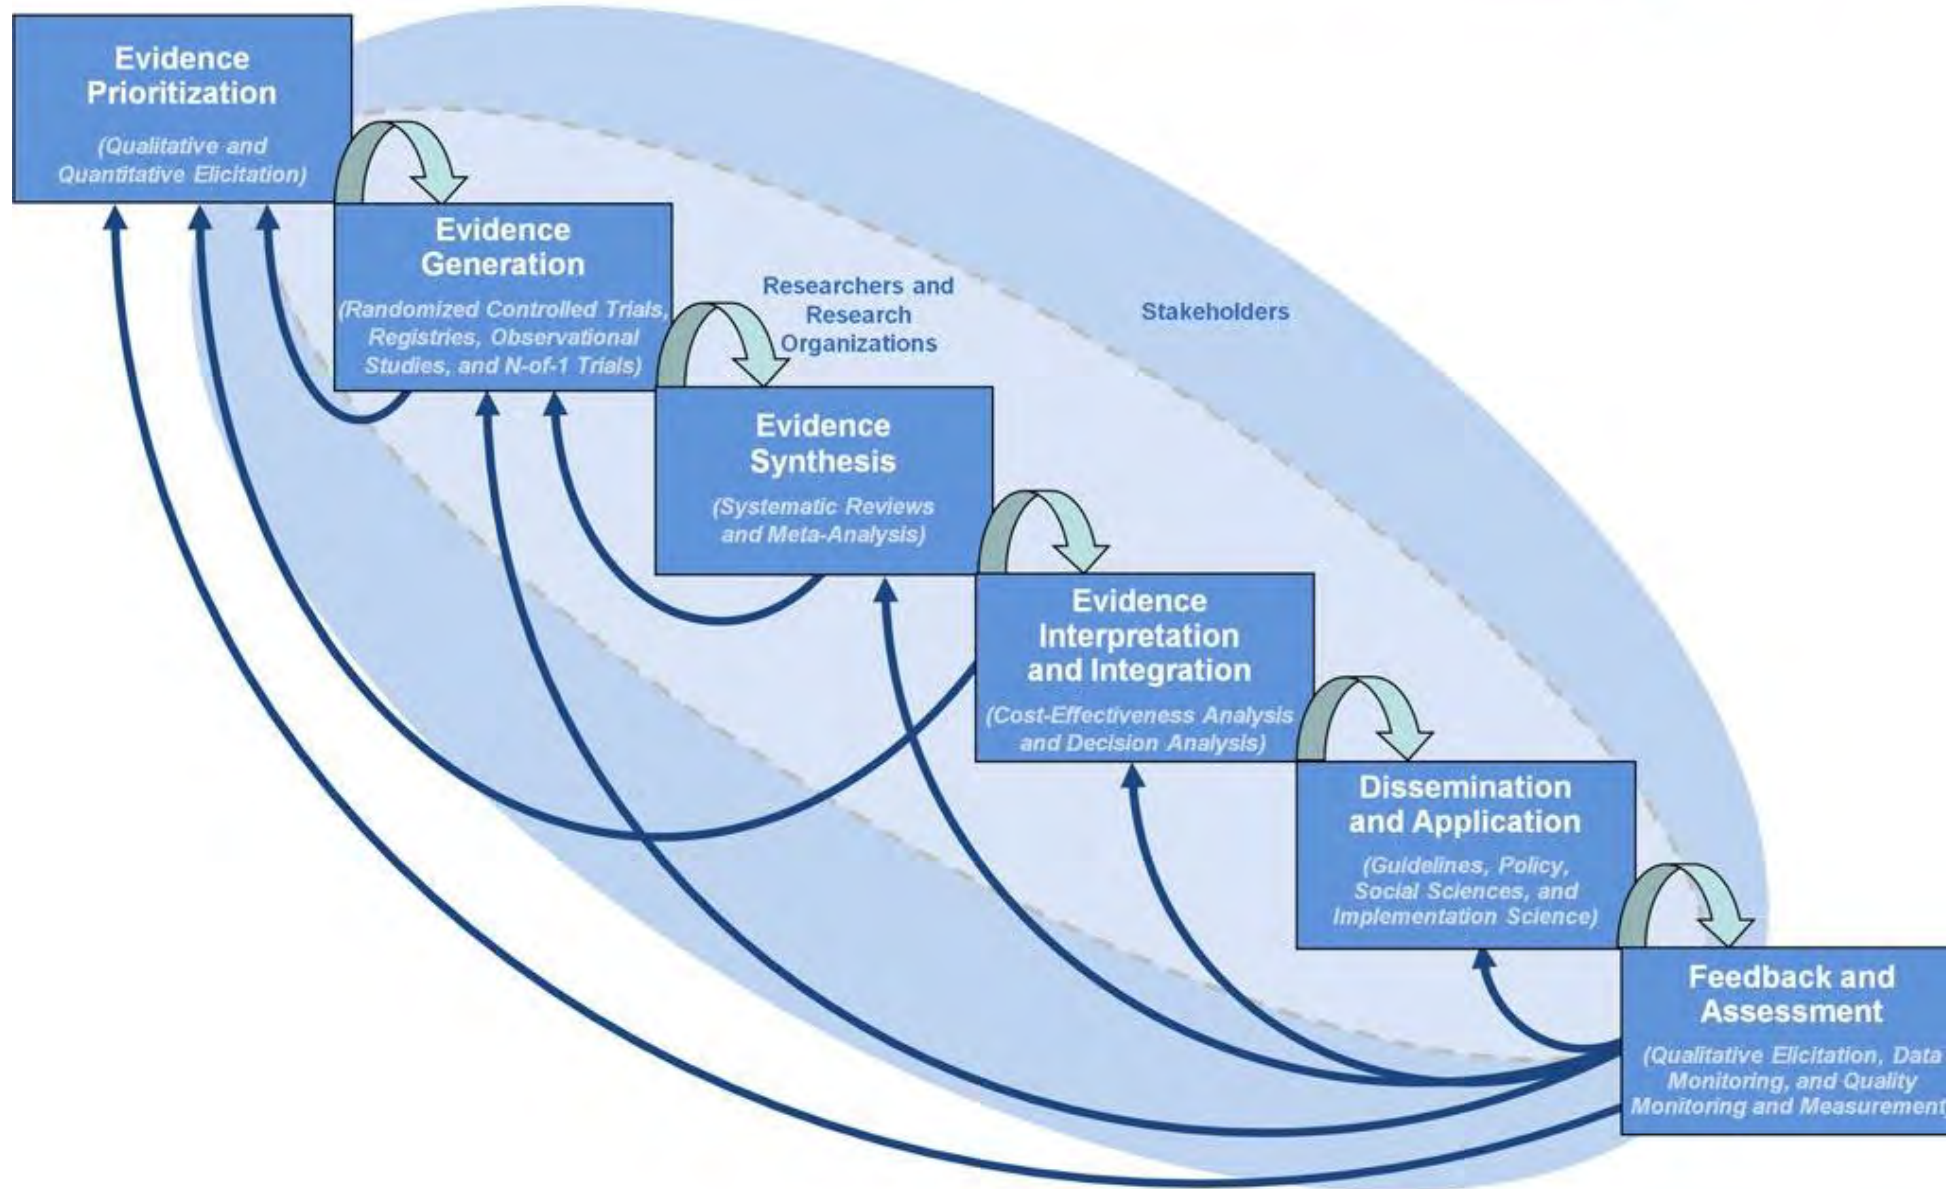 Evidence
Prioritization
(Qualitative and
Quantitative Elicitation)
Evidence
Generation
(Randomized Controlled Trials,
Registries, Observational
Studies, and N-of-1 Trials)
Researchers and
Research
Organizations
Stakeholders
Evidence
Synthesis
(Systematic Reviews
and Meta-Analysis)
Evidence
Interpretation
and Integration
(Cost-Effectiveness Analysis
and Decision Analysis)
Dissemination
and Application
(Guidelines, Policy,
Social Sciences, and
Implementation Science)
Feedback and
Assessment
(Qualitative Elicitation, Data
Monitoring, and Quality
Monitoring and Measurement)